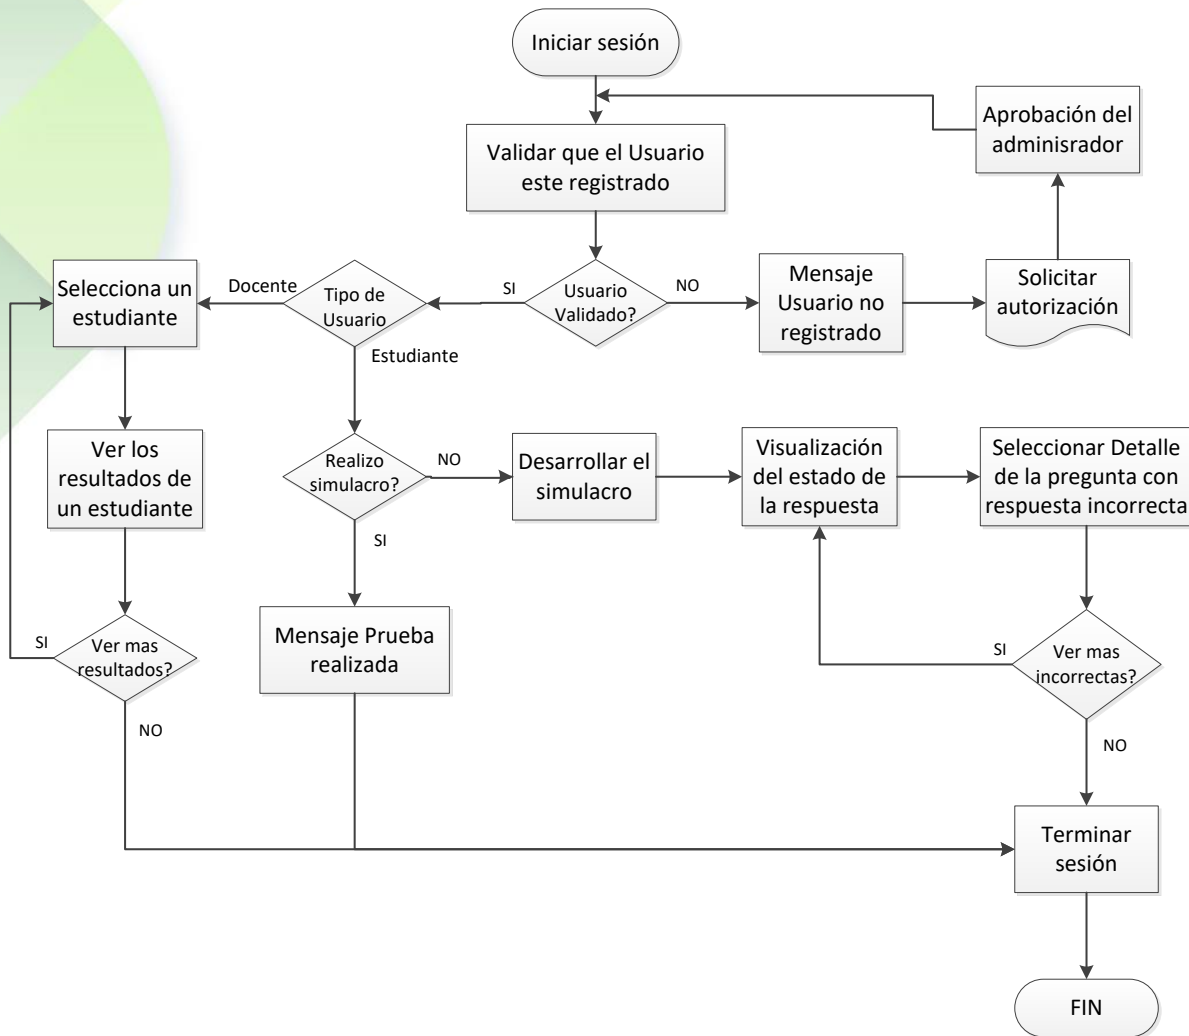 Iniciar sesión
Aprobación del
adminisrador
Validar que el Usuario
este registrado
Selecciona un
estudiante
Docente
Tipo de
Usuario
SI
Usuario
Validado?
NO
Mensaje
Usuario no
registrado
Solicitar
autorización
Estudiante
Ver los
resultados de
un estudiante
Realizo
simulacro?
NO
Desarrollar el
simulacro
Visualización
del estado de
la respuesta
Seleccionar Detalle
de la pregunta con
respuesta incorrecta
SI
Mensaje Prueba
realizada
SI
Ver mas
resultados?
NO
SI
Ver mas
incorrectas?
NO
Terminar
sesión
FIN